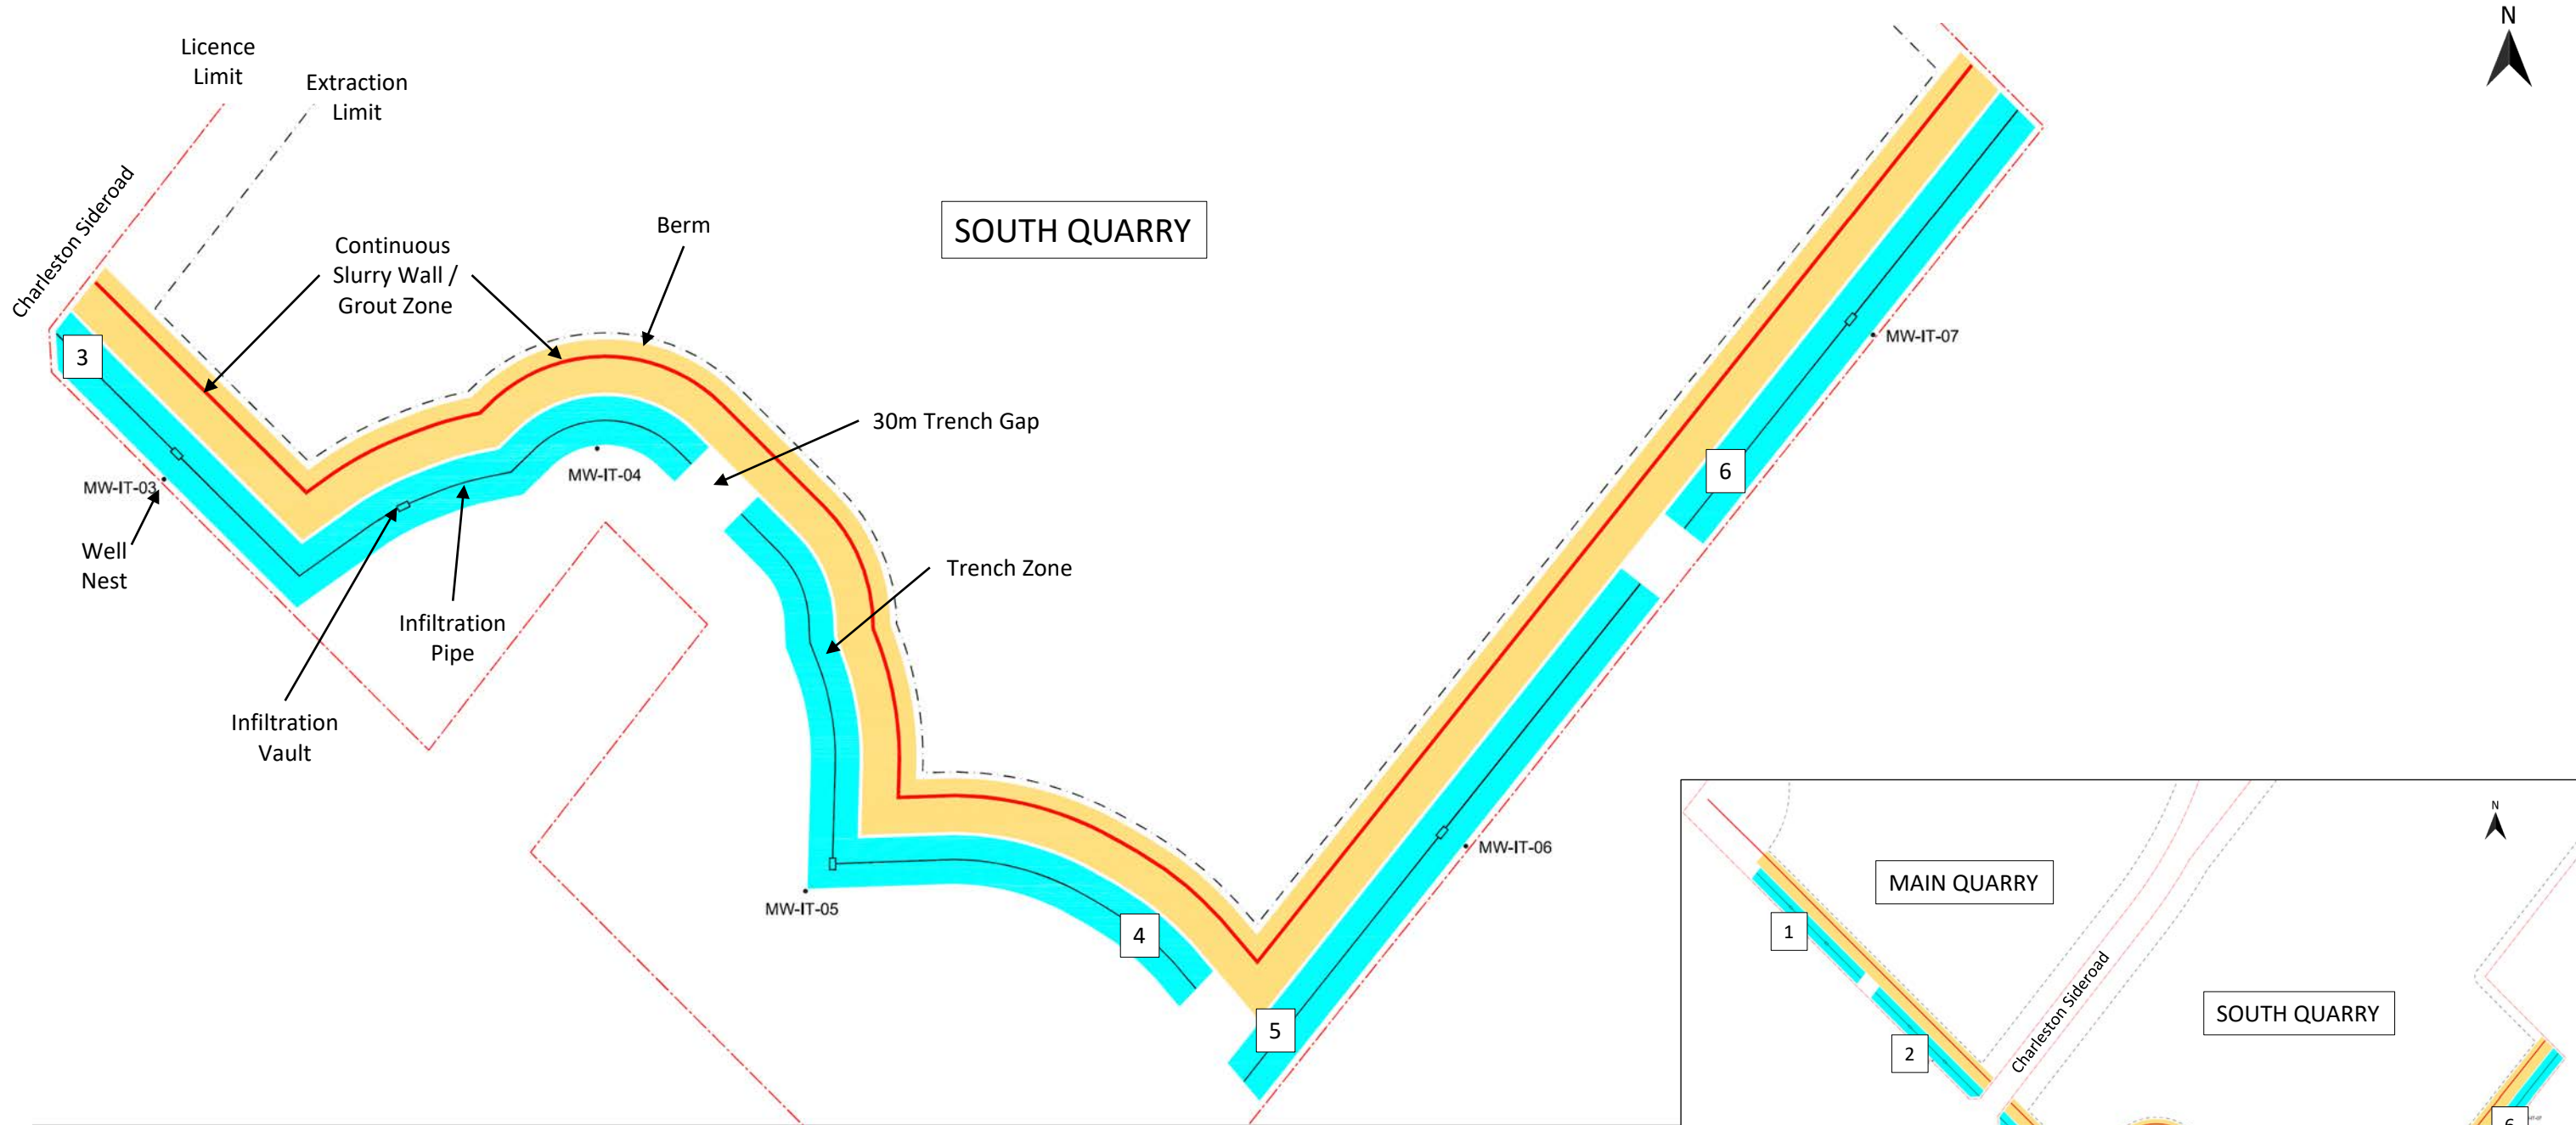 N
Licence
Limit
Extraction
Limit
Charleston Sideroad
Continuous
Slurry Wall /
Grout Zone
Berm
SOUTH QUARRY
3
30m Trench Gap
MW-IT-07
MW-IT-04
MW-IT-03
6
Well
Nest
Trench Zone
Infiltration
Pipe
Infiltration
Vault
MW-IT-06
MW-IT-05
4
5
N
MAIN QUARRY
1
SOUTH QUARRY
Charleston Sideroad
2
6